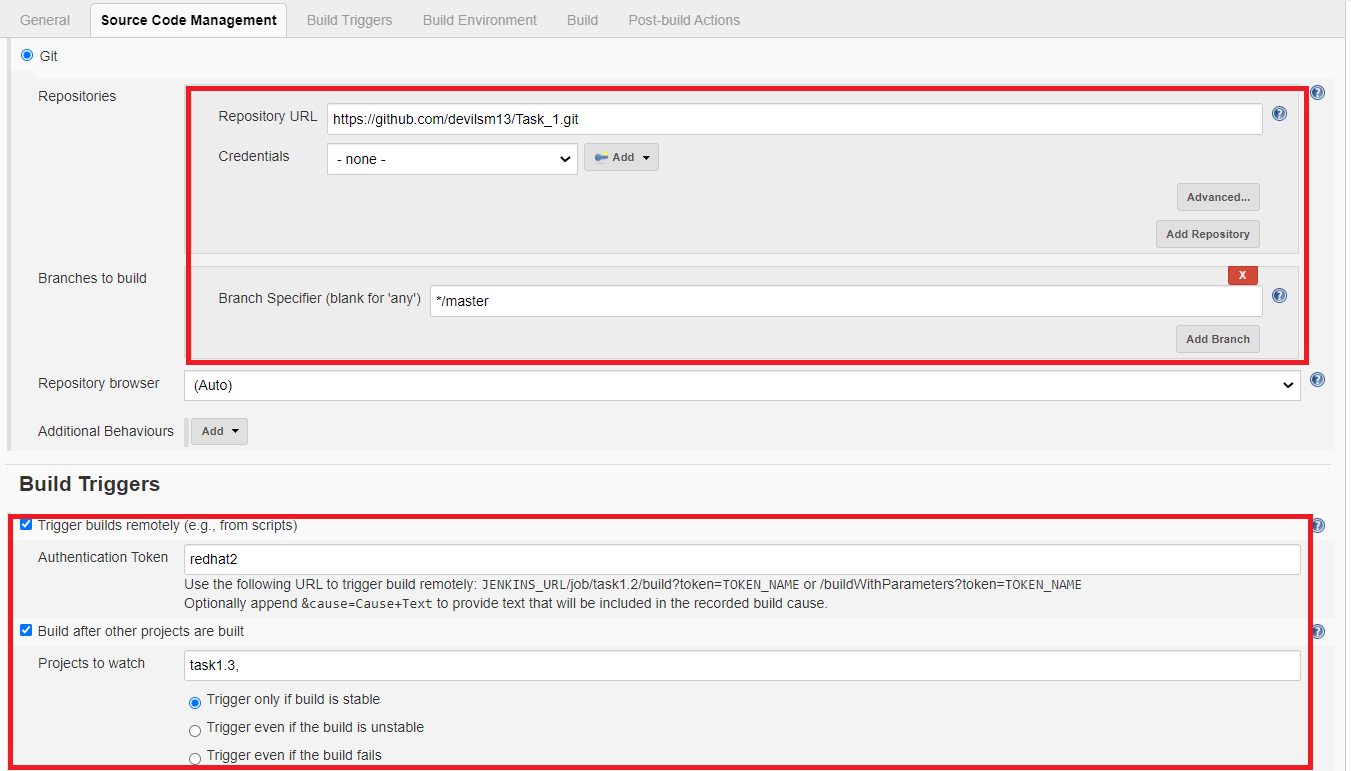 General Source Code Management Build Triggers Build Environment Build Post-build Actions
Git
Repositories
Repository URL https://github.com/devilsm13/Task_1.git
Credentials - none - Add
Advanced...
Add Repository
Branches to build
X
Branch Specifier (blank for 'any') */master
Add Branch
Repository browser (Auto)
Additional Behaviours Add
Build Triggers
Trigger builds remotely (e.g., from scripts)
Authentication Token redhat2
Use the following URL to trigger build remotely: JENKINS_URL/job/task1.2/build?token=TOKEN_NAME or /buildWithParameters?token=TOKEN_NAME
Optionally append &cause=Cause+Text to provide text that will be included in the recorded build cause.
Build after other projects are built
Projects to watch task1.3,
Trigger only if build is stable
Trigger even if the build is unstable
Trigger even if the build fails